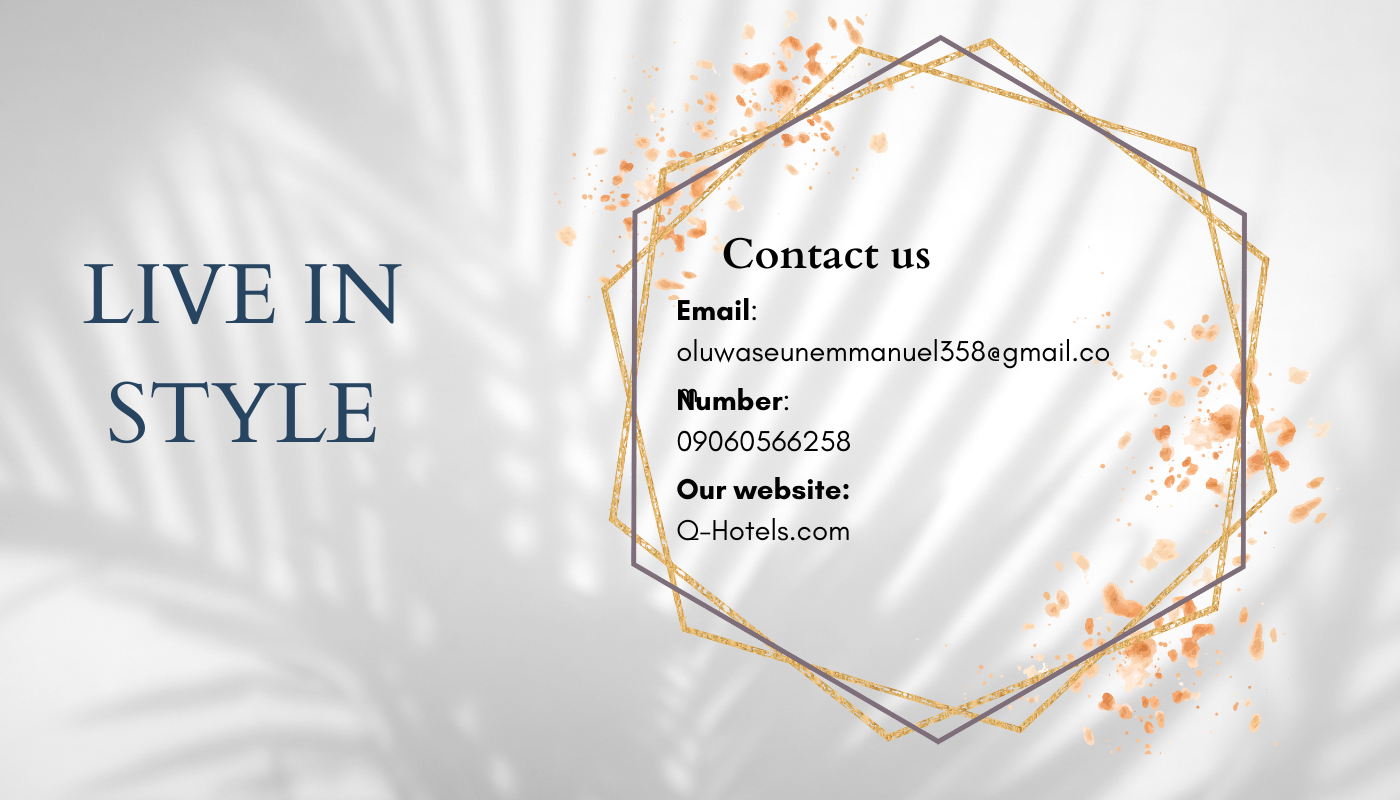 LIVE IN
STYLE
Contact us
Email:
oluwaseunemmanuel358@gmail.co
m
Number:
09060566258
Our website:
Q-Hotels.com